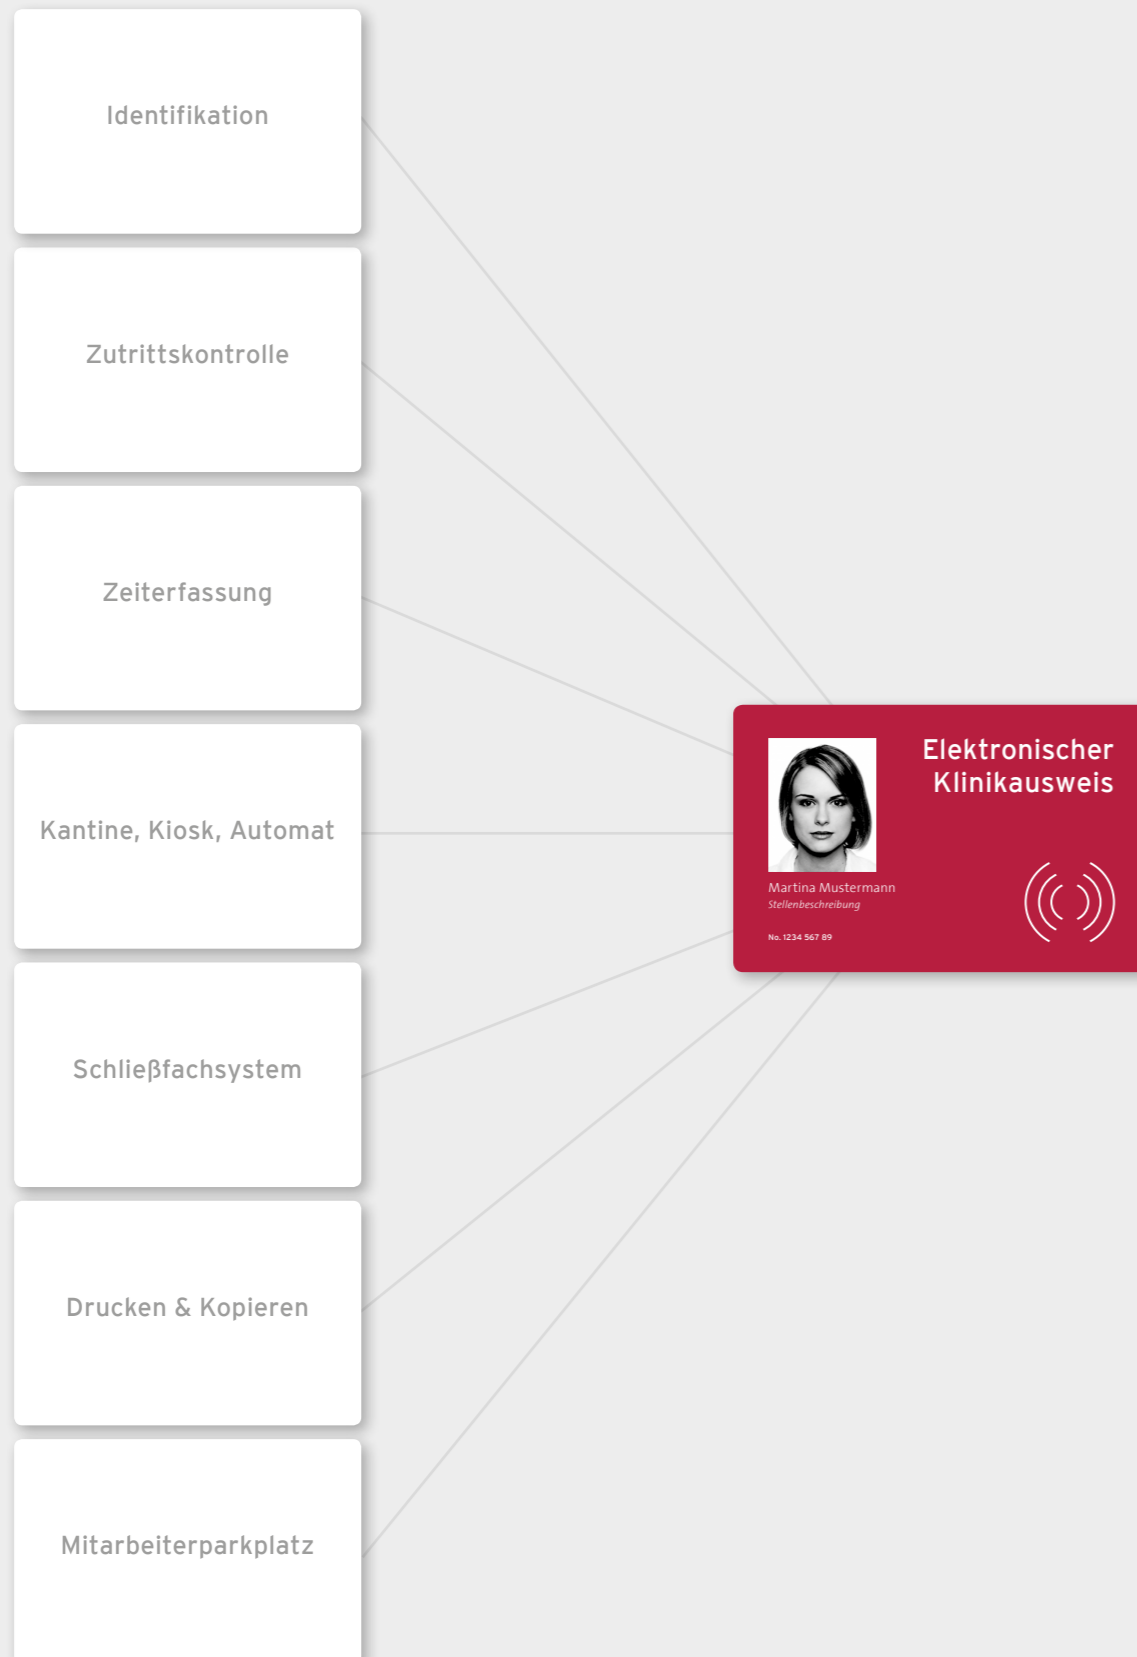 Identifikation
Zutrittskontrolle
Zeiterfassung
Kantine, Kiosk, Automat
Schließfachsystem
Drucken & Kopieren
Mitarbeiterparkplatz
Elektronischer
Klinikausweis
Martina Mustermann
Stellenbeschreibung
No. 1234 567 89